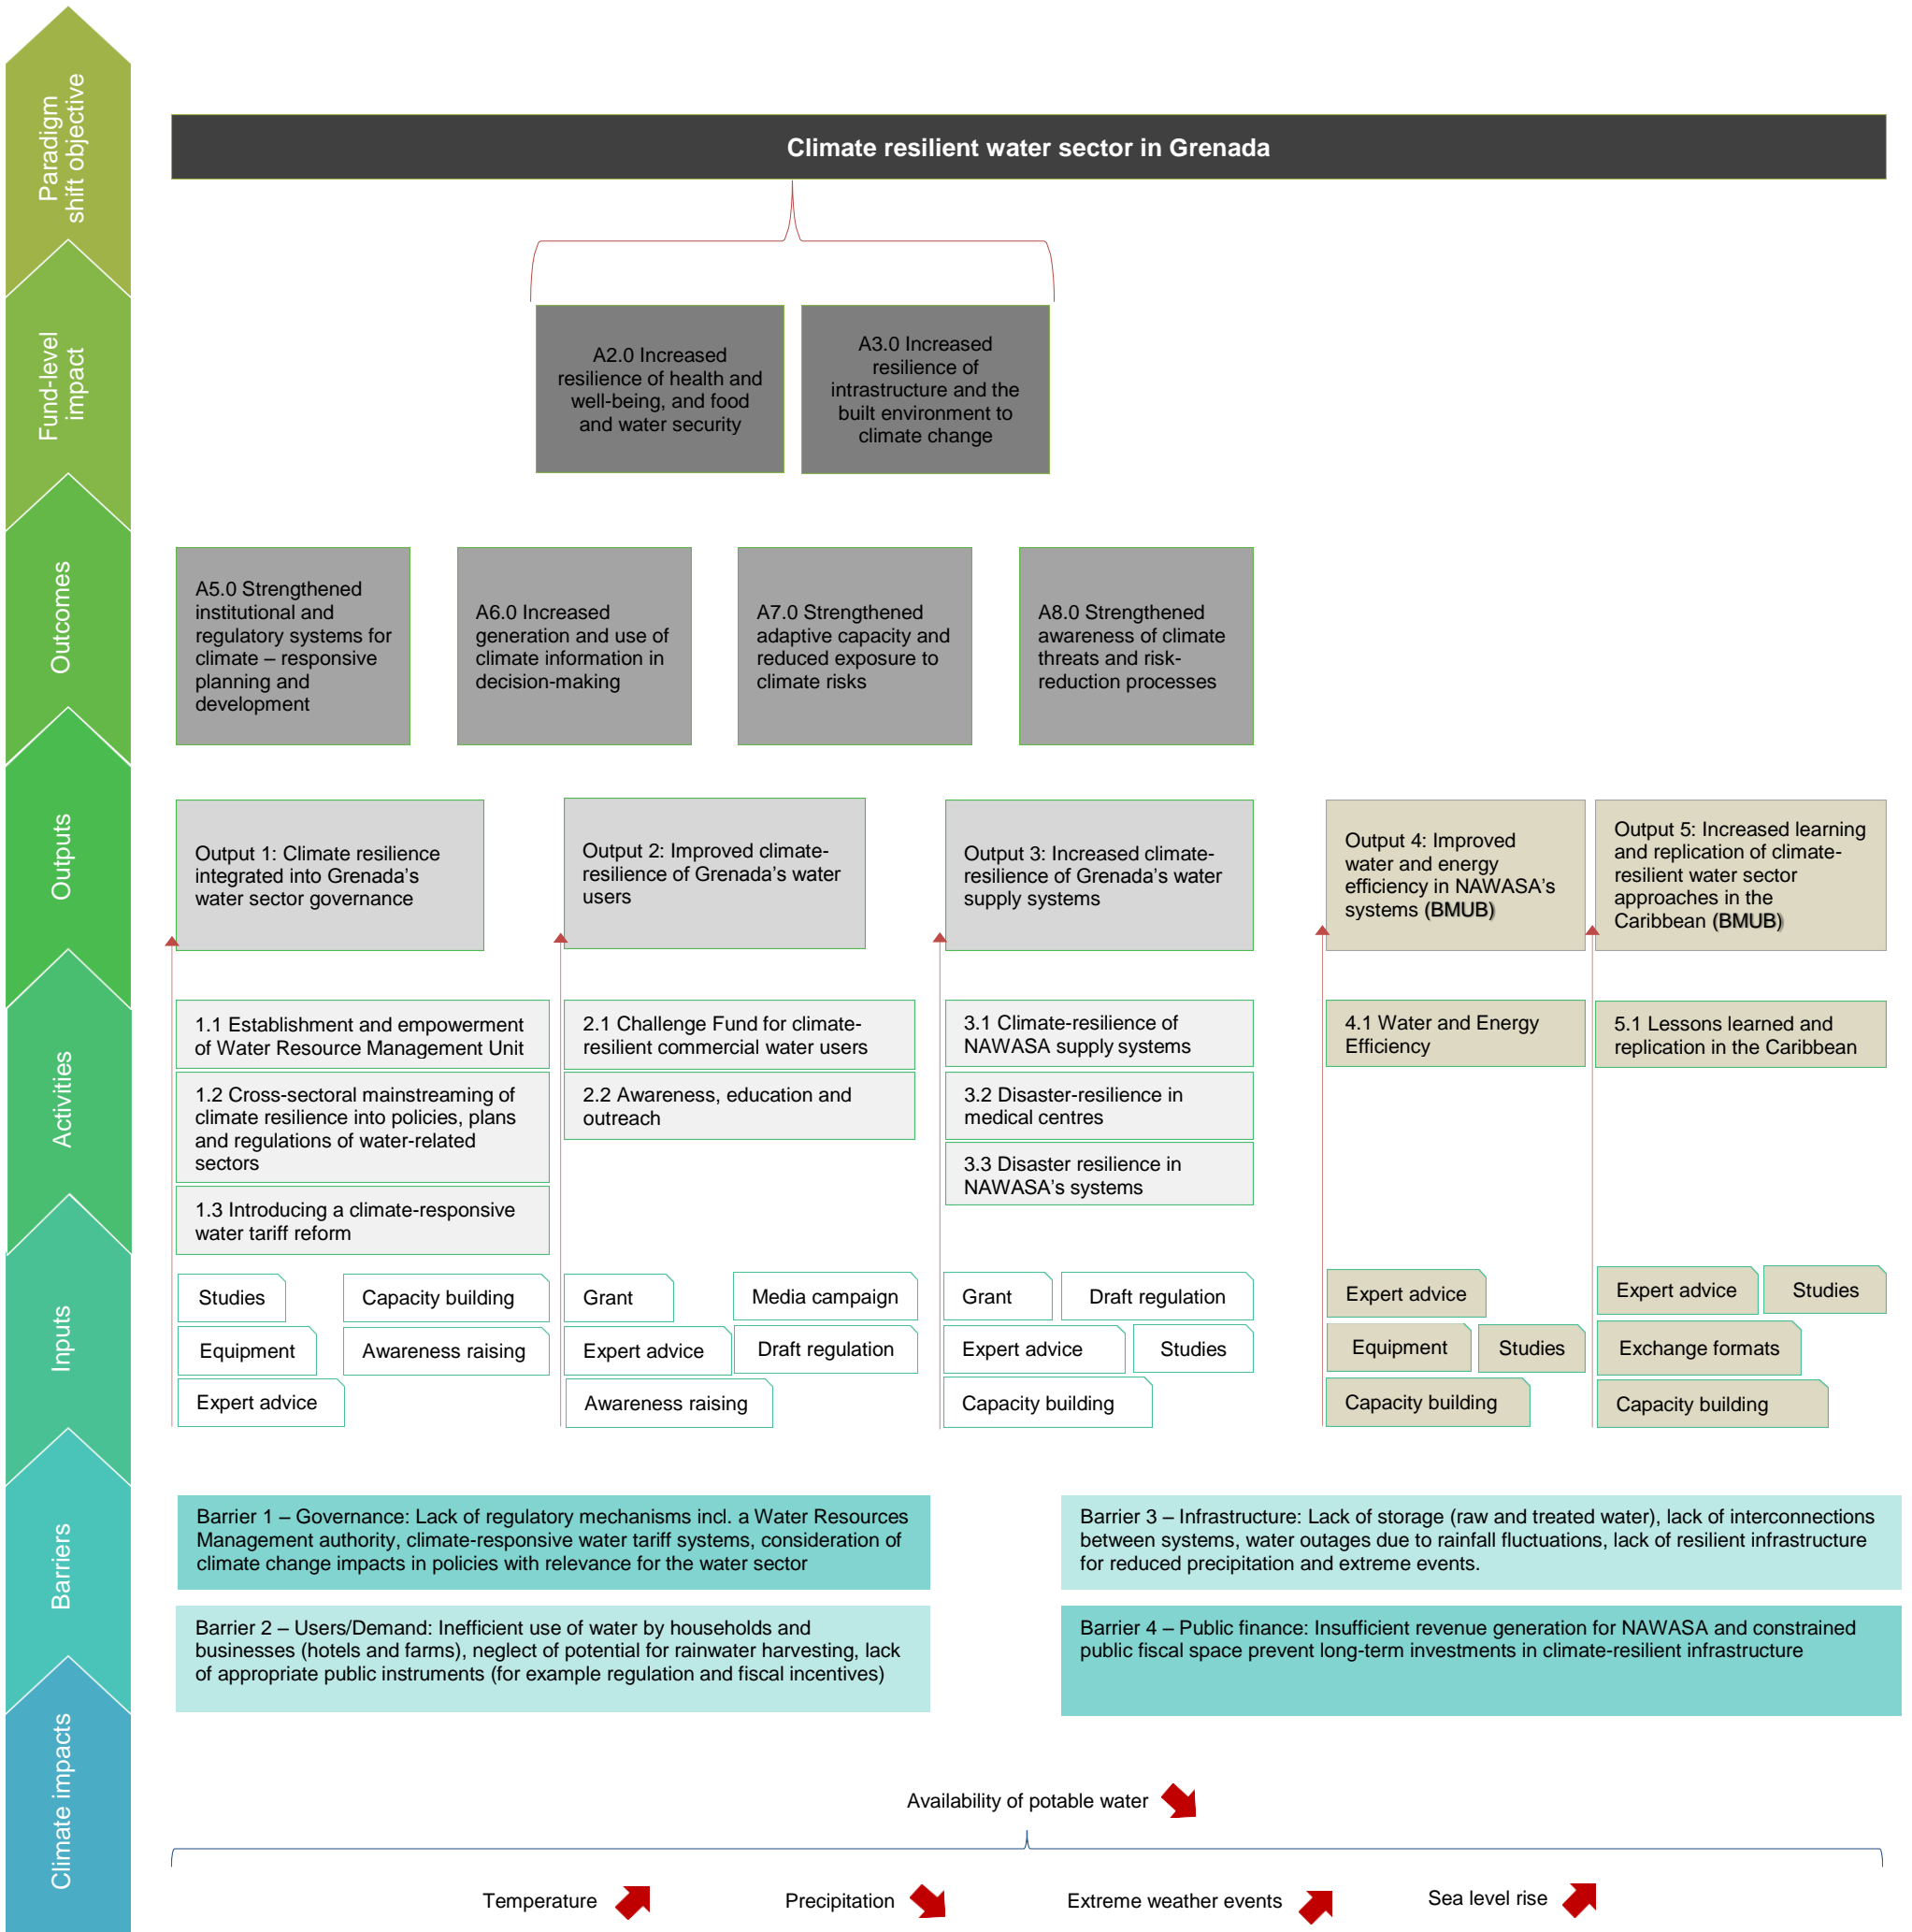 Paradigm
shift objective
Climate resilient water sector in Grenada
Fund-level
impact
A2.0 Increased
resilience of health and
well-being, and food
and water security
A3.0 Increased
resilience of
intrastructure and the
built environment to
climate change
Outcomes
A5.0 Strengthened
institutional and
regulatory systems for
climate – responsive
planning and
development
A6.0 Increased
generation and use of
climate information in
decision-making
A7.0 Strengthened
adaptive capacity and
reduced exposure to
climate risks
A8.0 Strengthened
awareness of climate
threats and risk-
reduction processes
Outputs
Output 1: Climate resilience
integrated into Grenada's
water sector governance
Output 2: Improved climate-
resilience of Grenada's water
users
Output 3: Increased climate-
resilience of Grenada's water
supply systems
Output 4: Improved
water and energy
efficiency in NAWASA's
systems (BMUB)
Output 5: Increased learning
and replication of climate-
resilient water sector
approaches in the
Caribbean (BMUB)
Activities
1.1 Establishment and empowerment
of Water Resource Management Unit
1.2 Cross-sectoral mainstreaming of
climate resilience into policies, plans
and regulations of water-related
sectors
1.3 Introducing a climate-responsive
water tariff reform
2.1 Challenge Fund for climate-
resilient commercial water users
2.2 Awareness, education and
outreach
3.1 Climate-resilience of
NAWASA supply systems
3.2 Disaster-resilience in
medical centres
3.3 Disaster resilience in
NAWASA's systems
4.1 Water and Energy
Efficiency
5.1 Lessons learned and
replication in the Caribbean
Inputs
Studies
Capacity building
Equipment
Awareness raising
Expert advice
Grant
Media campaign
Expert advice
Draft regulation
Awareness raising
Grant
Draft regulation
Expert advice
Studies
Capacity building
Expert advice
Equipment
Studies
Capacity building
Expert advice
Studies
Exchange formats
Capacity building
Barriers
Barrier 1 – Governance: Lack of regulatory mechanisms incl. a Water Resources
Management authority, climate-responsive water tariff systems, consideration of
climate change impacts in policies with relevance for the water sector
Barrier 2 – Users/Demand: Inefficient use of water by households and
businesses (hotels and farms), neglect of potential for rainwater harvesting, lack
of appropriate public instruments (for example regulation and fiscal incentives)
Barrier 3 – Infrastructure: Lack of storage (raw and treated water), lack of interconnections
between systems, water outages due to rainfall fluctuations, lack of resilient infrastructure
for reduced precipitation and extreme events.
Barrier 4 – Public finance: Insufficient revenue generation for NAWASA and constrained
public fiscal space prevent long-term investments in climate-resilient infrastructure
Climate impacts
Availability of potable water
Temperature
Precipitation
Extreme weather events
Sea level rise